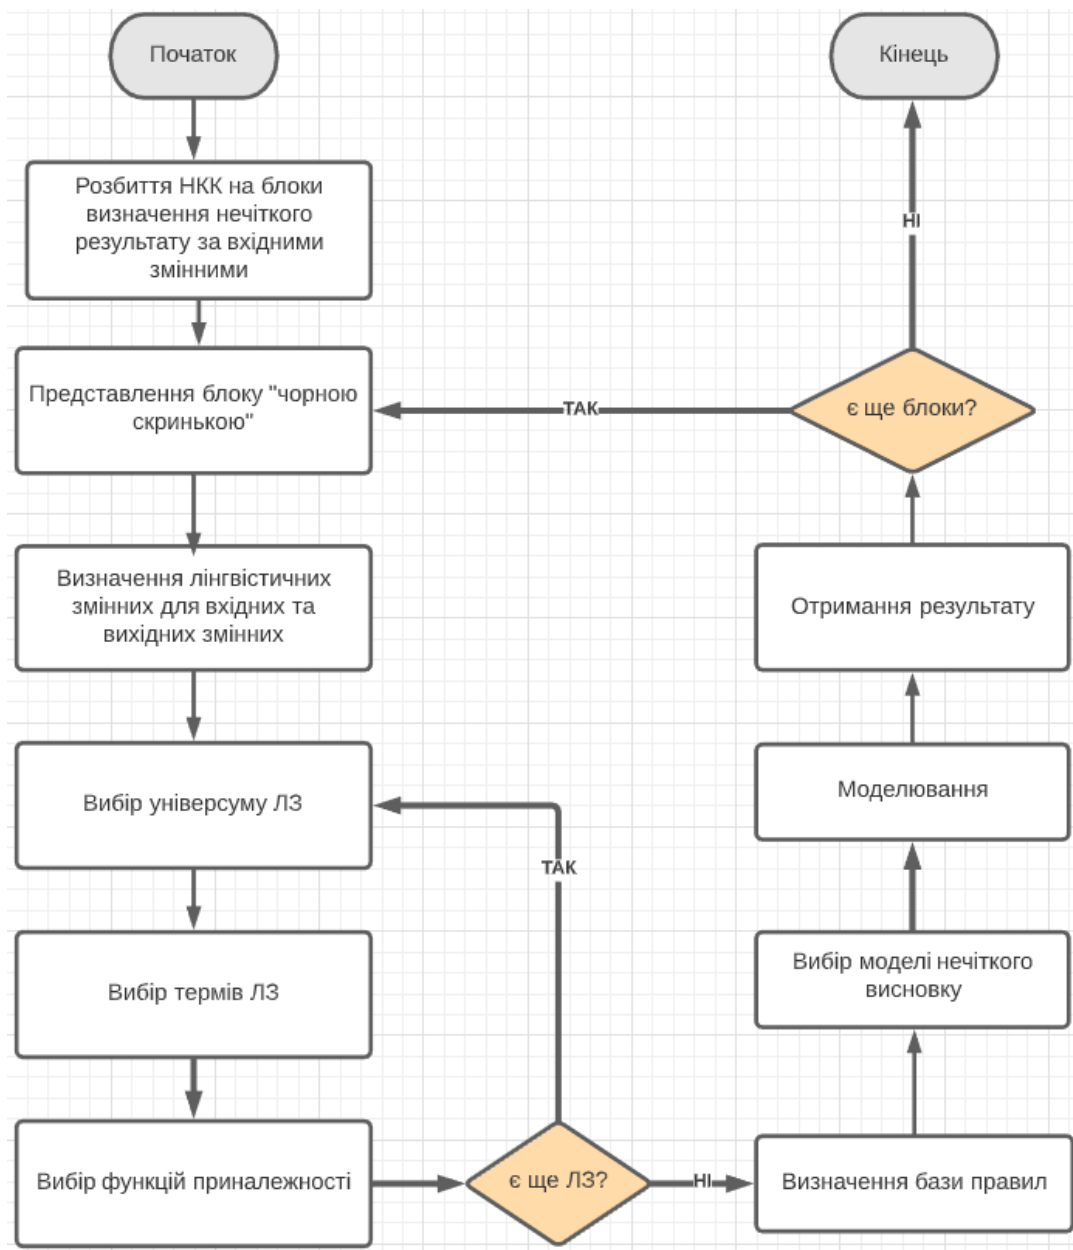 Початок
Розбиття НКК на блоки
визначення нечіткого
результату за вхідними
змінними
Представлення блоку "чорною
скринькою"
Визначення лінгвістичних
змінних для вхідних та
вихідних змінних
Вибір універсуму ЛЗ
Вибір термів ЛЗ
Вибір функцій приналежності
є ще ЛЗ?
ТАК
НІ
Визначення бази правил
Вибір моделі нечіткого
висновку
Моделювання
Отримання результату
є ще блоки?
ТАК
НІ
Кінець